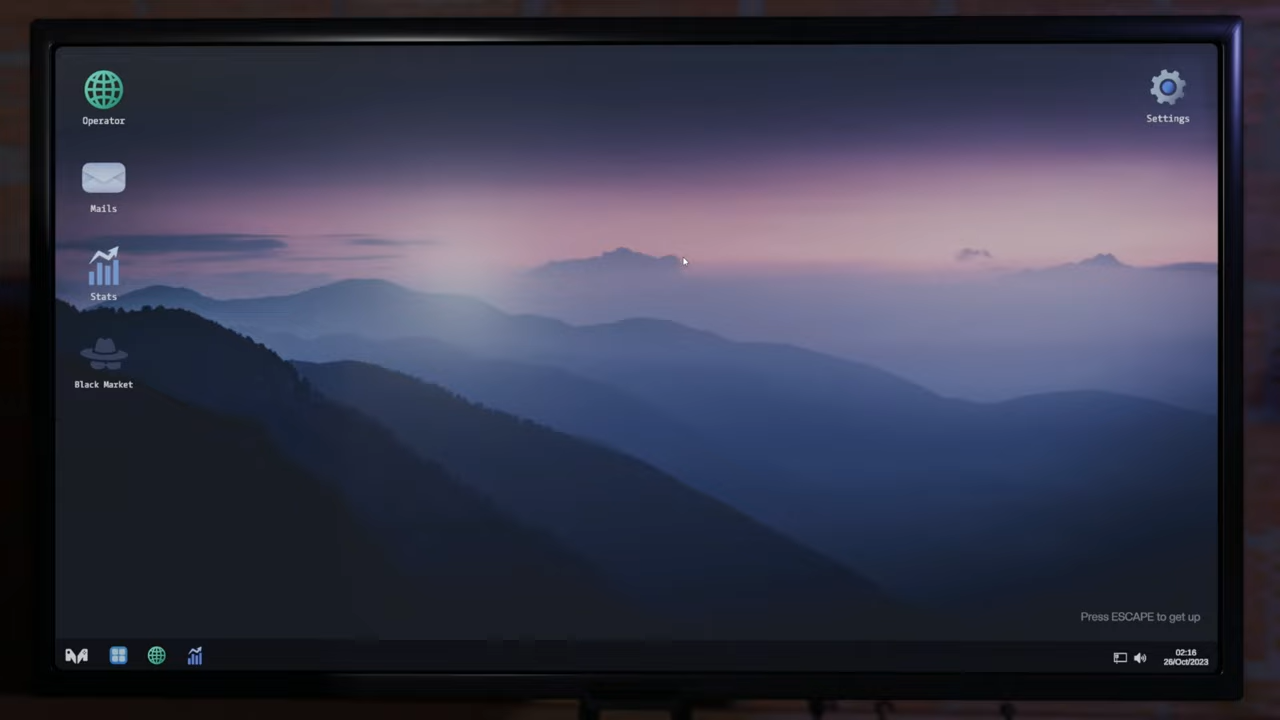 Operator
Settings
Mails
Stats
Black Market
Press ESCAPE to get up
02:16
26/Oct/2023